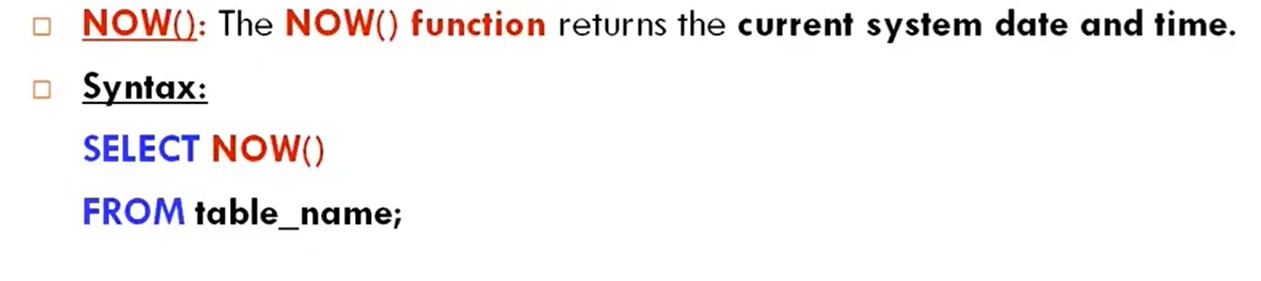 NOW(): The NOW() function returns the current system date and time.
Syntax:
SELECT NOW()
FROM table_name;